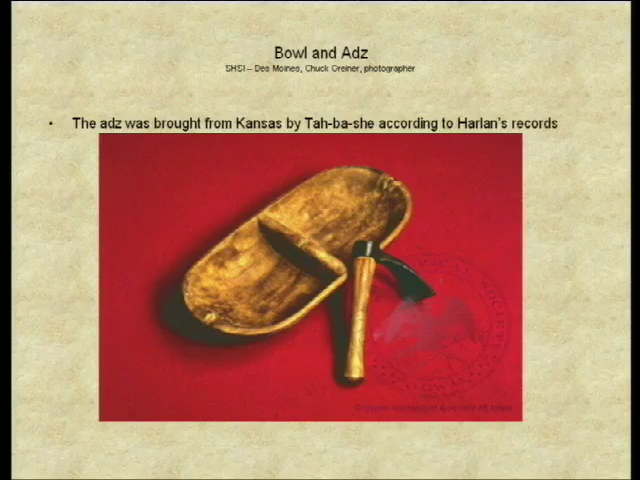 Bowl and Adz
SHSI – Des Moines, Chuck Greiner, photographer
• The adz was brought from Kansas by Tah-ba-she according to Harlan's records
State Historical Society of Iowa